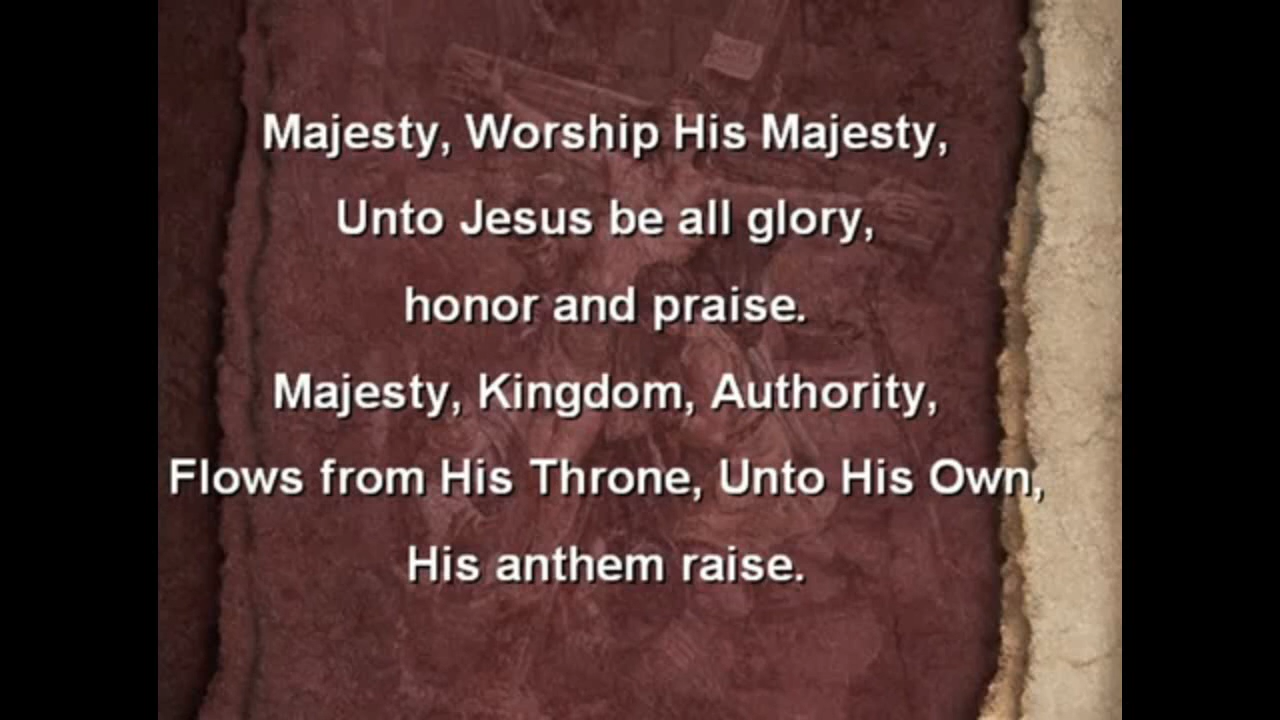 Majesty, Worship His Majesty,
Unto Jesus be all glory,
honor and praise.
Majesty, Kingdom, Authority,
Flows from His Throne, Unto His Own,
His anthem raise.